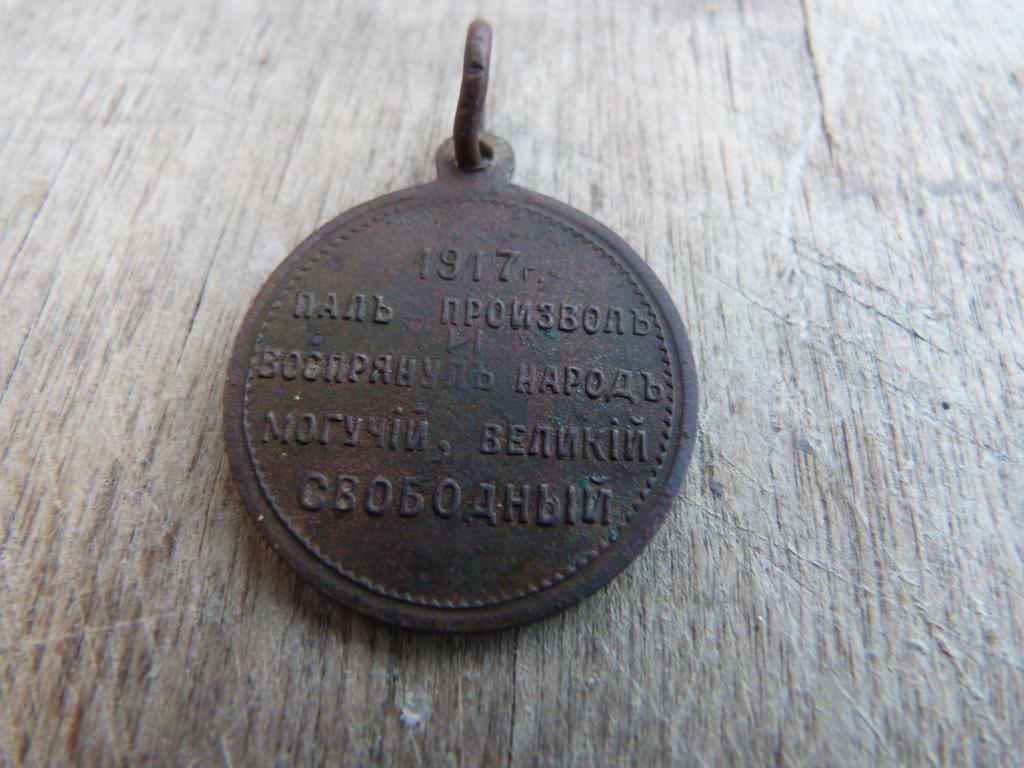 1917г.
ПАЛЪ ПРОИЗВОЛЪ
И
ВОСПРЯНУЛЪ НАРОДЪ
МОГУЧІЙ, ВЕЛИКІЙ
СВОБОДНЫЙ